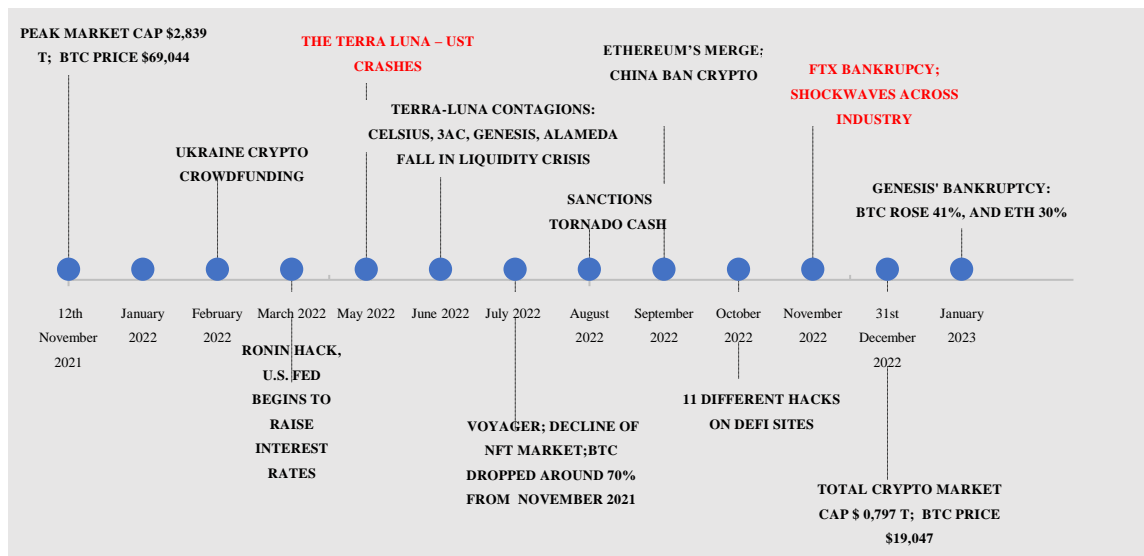 PEAK MARKET CAP $2,839
T;  BTC PRICE $69,044
THE TERRA LUNA – UST
CRASHES
ETHEREUM'S MERGE;
CHINA BAN CRYPTO
FTX BANKRUPCY;
SHOCKWAVES ACROSS
INDUSTRY
TERRA-LUNA CONTAGIONS:
CELSIUS, 3AC, GENESIS, ALAMEDA
FALL IN LIQUIDITY CRISIS
UKRAINE CRYPTO
CROWDFUNDING
SANCTIONS
TORNADO CASH
GENESIS' BANKRUPTCY:
BTC ROSE 41%, AND ETH 30%
12th
November
2021
January
2022
February
2022
March 2022
May 2022
June 2022
July 2022
August
2022
September
2022
October
2022
November
2022
31st
December
2022
January
2023
RONIN HACK,
U.S. FED
BEGINS TO
RAISE
INTEREST
RATES
VOYAGER; DECLINE OF
NFT MARKET;BTC
DROPPED AROUND 70%
FROM  NOVEMBER 2021
11 DIFFERENT HACKS
ON DEFI SITES
TOTAL CRYPTO MARKET
CAP $ 0,797 T;  BTC PRICE
$19,047